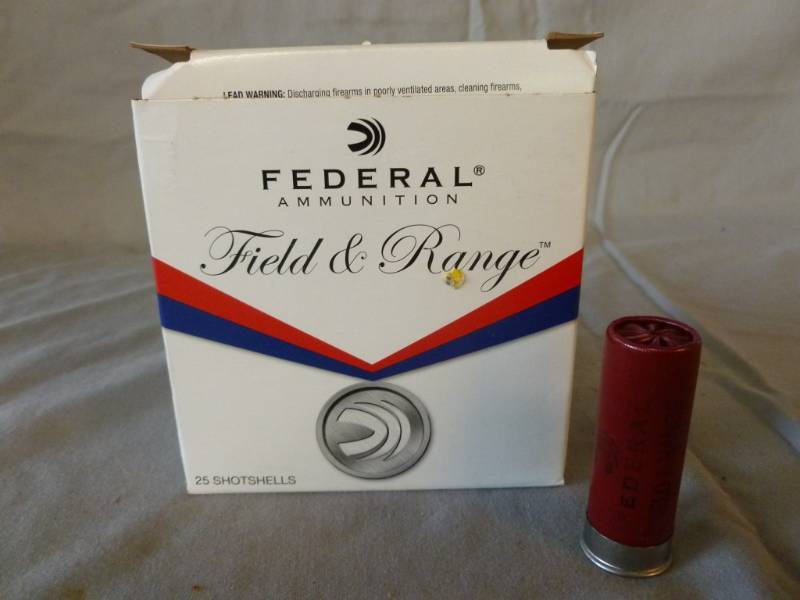 LEAD WARNING: Discharging firearms in poorly ventilated areas, cleaning firearms,
FEDERAL®
AMMUNITION
Field & Range™
25 SHOTSHELLS
FEDERAL